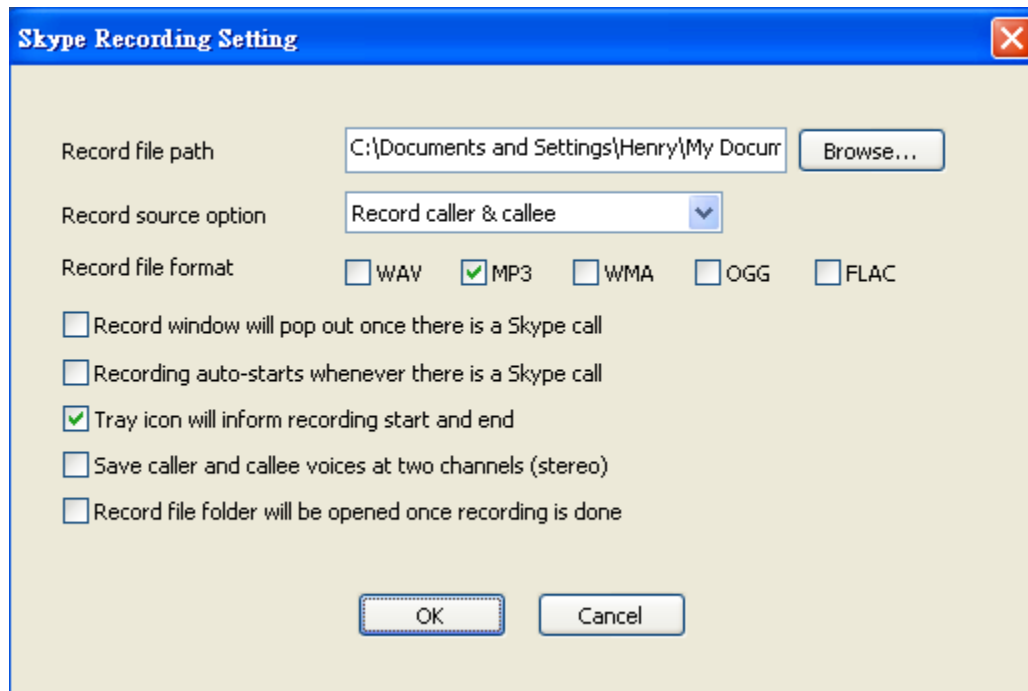 Skype Recording Setting
Record file path C:\Documents and Settings\Henry\My Docum Browse...
Record source option Record caller & callee
Record file format WAV MP3 WMA OGG FLAC
Record window will pop out once there is a Skype call
Recording auto-starts whenever there is a Skype call
Tray icon will inform recording start and end
Save caller and callee voices at two channels (stereo)
Record file folder will be opened once recording is done
OK Cancel